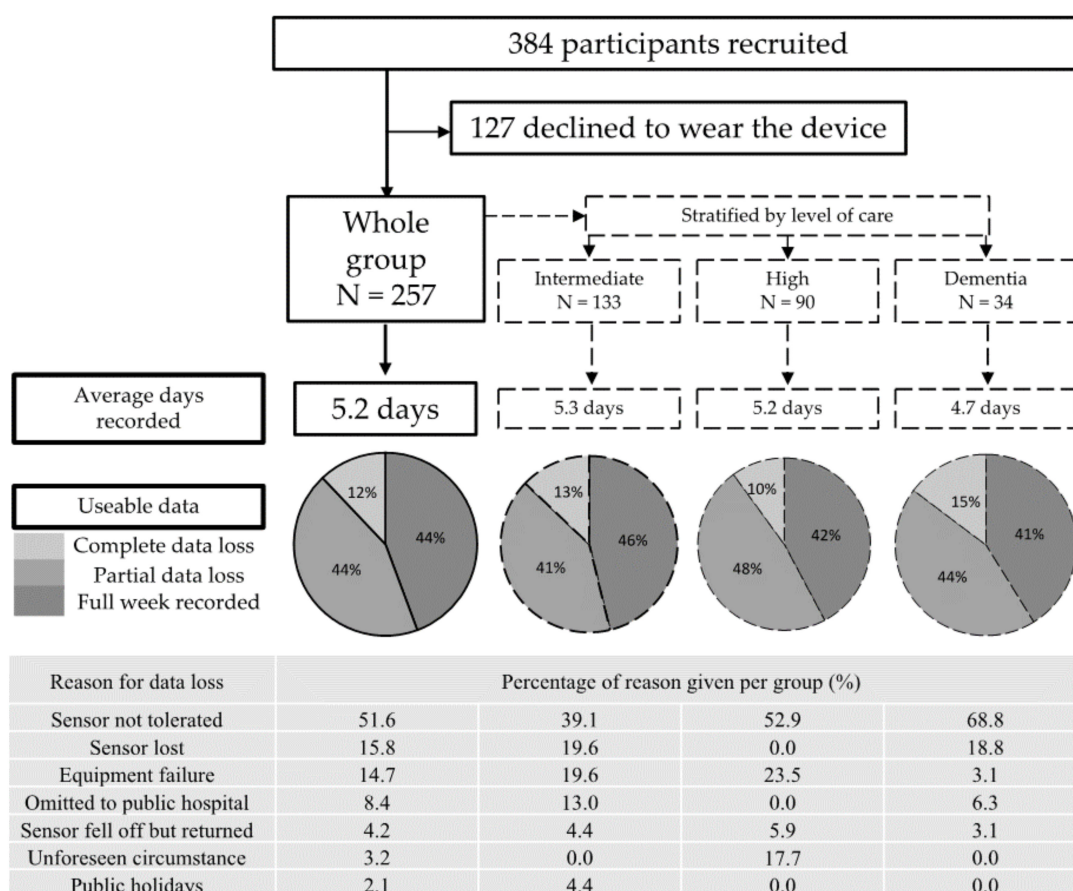 384 participants recruited
127 declined to wear the device
Whole
group
N = 257
Stratified by level of care
Intermediate
N = 133
High
N = 90
Dementia
N = 34
Average days
recorded
5.2 days
5.3 days
5.2 days
4.7 days
Useable data
Complete data loss
Partial data loss
Full week recorded
12%
44%
44%
13%
46%
41%
10%
42%
48%
15%
41%
44%
Reason for data loss Percentage of reason given per group (%)
Sensor not tolerated 51.6 39.1 52.9 68.8
Sensor lost 15.8 19.6 0.0 18.8
Equipment failure 14.7 19.6 23.5 3.1
Omitted to public hospital 8.4 13.0 0.0 6.3
Sensor fell off but returned 4.2 4.4 5.9 3.1
Unforeseen circumstance 3.2 0.0 17.7 0.0
Public holidays 2.1 4.4 0.0 0.0